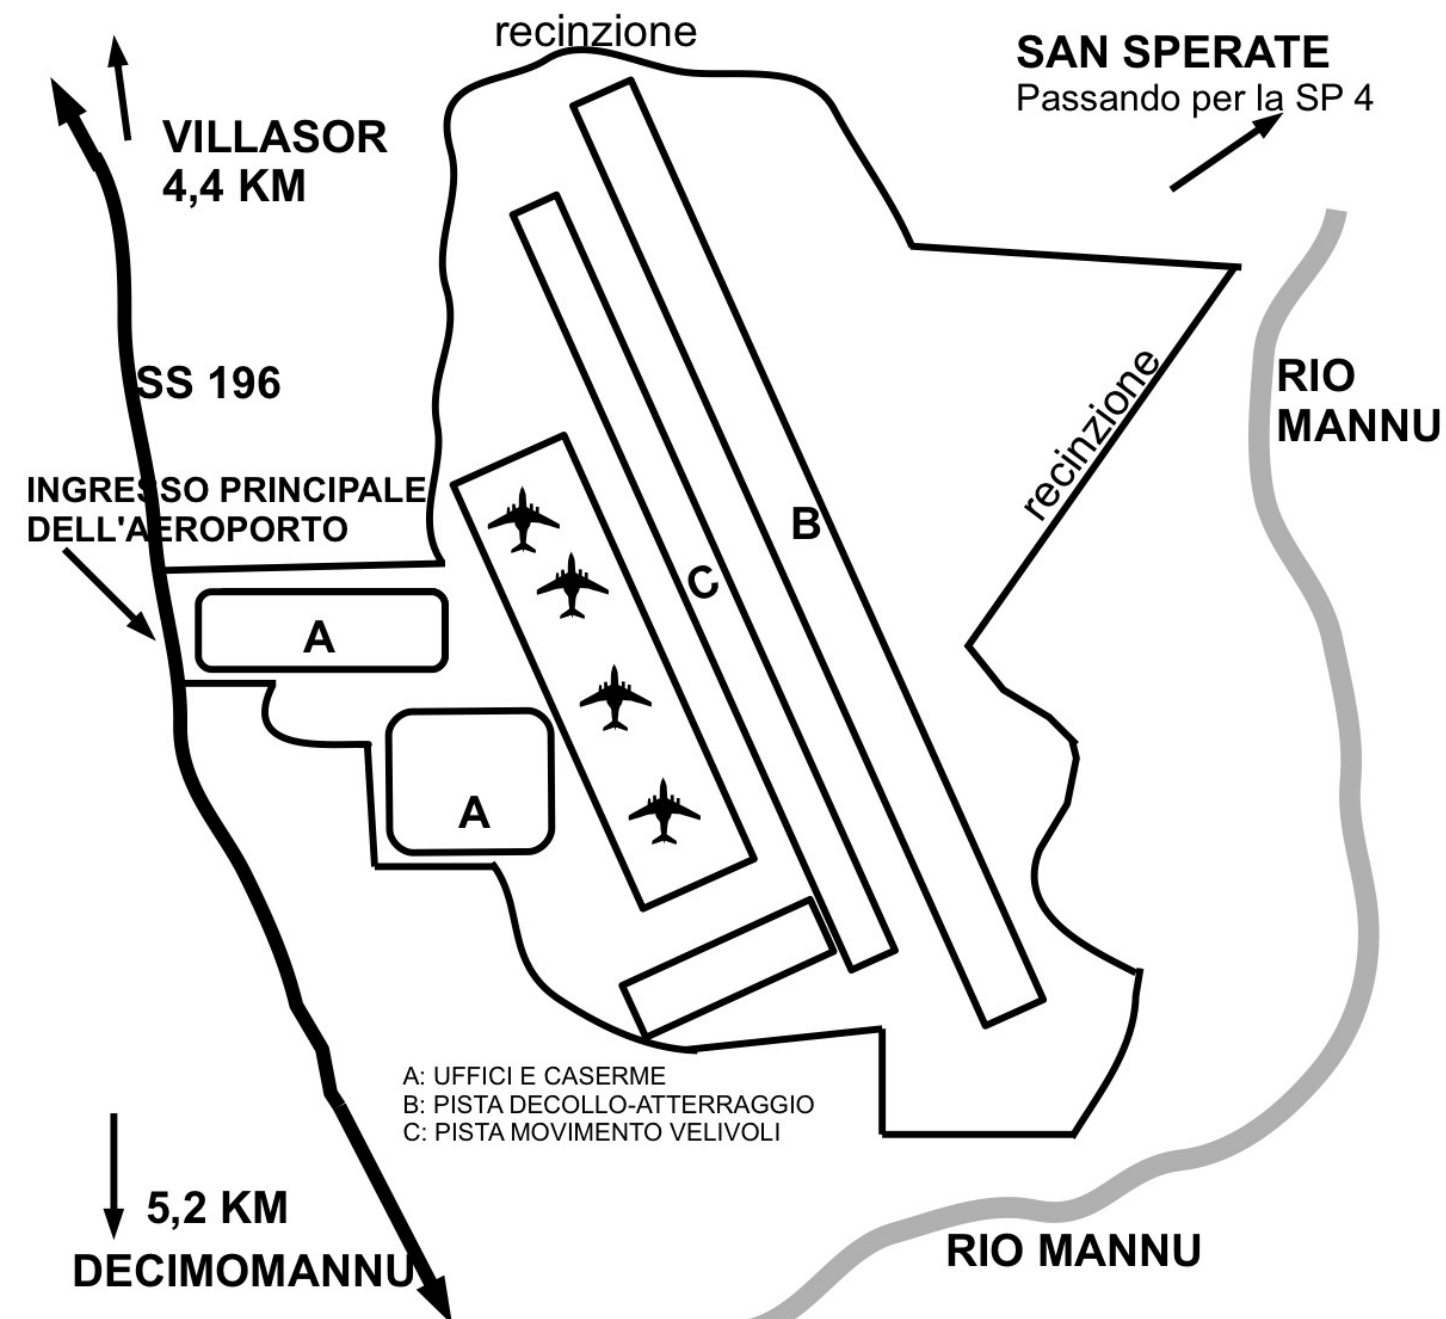 recinzione
SAN SPERATE
Passando per la SP 4
VILLASOR
4,4 KM
SS 196
RIO
MANNU
recinzione
INGRESSO PRINCIPALE
DELL'AEROPORTO
B
C
A
A
A: UFFICI E CASERME
B: PISTA DECOLLO-ATTERRAGGIO
C: PISTA MOVIMENTO VELIVOLI
5,2 KM
DECIMOMANNU
RIO MANNU